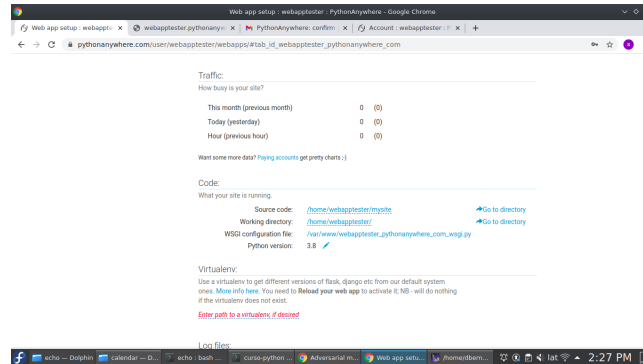 Web app setup : webapptester : PythonAnywhere - Google Chrome
Web app setup : webappte
webapptester.pythonanyw
PythonAnywhere: confirm
Account : webapptester : P
pythonanywhere.com/user/webapptester/webapps/#tab_id_webapptester_pythonanywhere_com
Traffic:
How busy is your site?
This month (previous month) 0 (0)
Today (yesterday) 0 (0)
Hour (previous hour) 0 (0)
Want some more data? Paying accounts get pretty charts ;-)
Code:
What your site is running.
Source code: /home/webapptester/mysite Go to directory
Working directory: /home/webapptester/ Go to directory
WSGI configuration file: /var/www/webapptester_pythonanywhere_com_wsgi.py
Python version: 3.8
Virtualenv:
Use a virtualenv to get different versions of flask, django etc from our default system
ones. More info here. You need to Reload your web app to activate it; NB - will do nothing
if the virtualenv does not exist.
Enter path to a virtualenv, if desired
Log files:
echo — Dolphin
calendar — D...
echo : bash ...
curso-python ...
Adversarial m...
Web app setu...
/home/dbem...
lat
2:27 PM